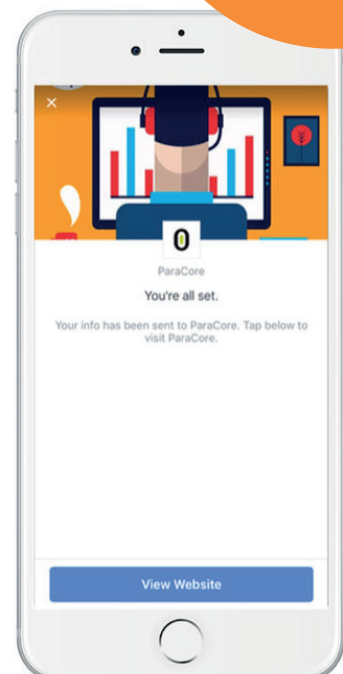 ParaCore
You're all set.
Your info has been sent to ParaCore. Tap below to
visit ParaCore.
View Website